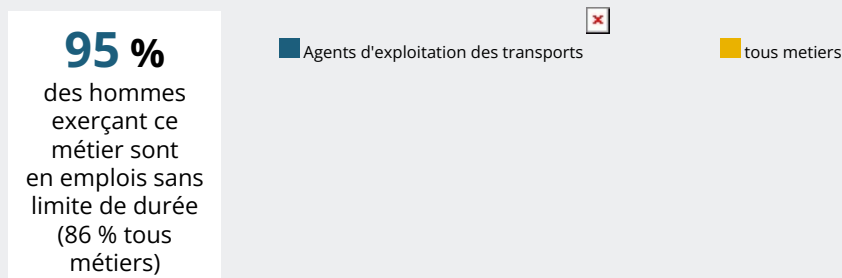 95 %
des hommes
exerçant ce
métier sont
en emplois sans
limite de durée
(86 % tous
métiers)
Agents d'exploitation des transports
tous metiers